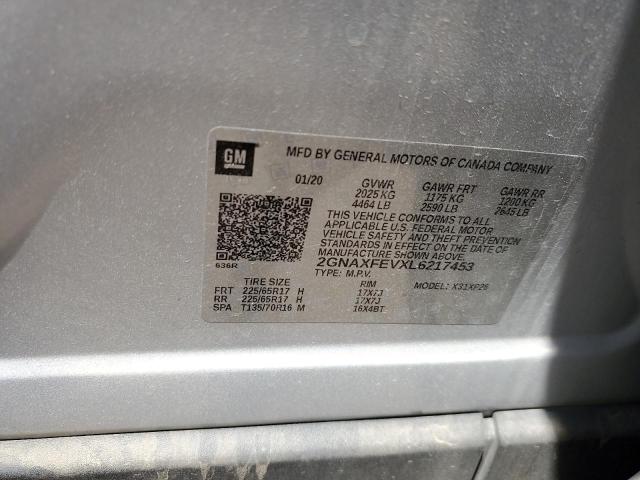 GM
MFD BY GENERAL MOTORS OF CANADA COMPANY
01/20 GVWR GAWR FRT GAWR RR
2025 KG 1175 KG 1200 KG
4464 LB 2590 LB 2645 LB
THIS VEHICLE CONFORMS TO ALL
APPLICABLE U.S. FEDERAL MOTOR
VEHICLE SAFETY AND THEFT PREVENTION
STANDARDS IN EFFECT ON THE DATE OF
MANUFACTURE SHOWN ABOVE.
636R 2GNAXFEVXL6217453
TYPE: M.P.V. MODEL: X31XP26
TIRE SIZE RIM
FRT 225/65R17 H 17X7J
RR 225/65R17 H 17X7J
SPA T135/70R16 M 16X4BT